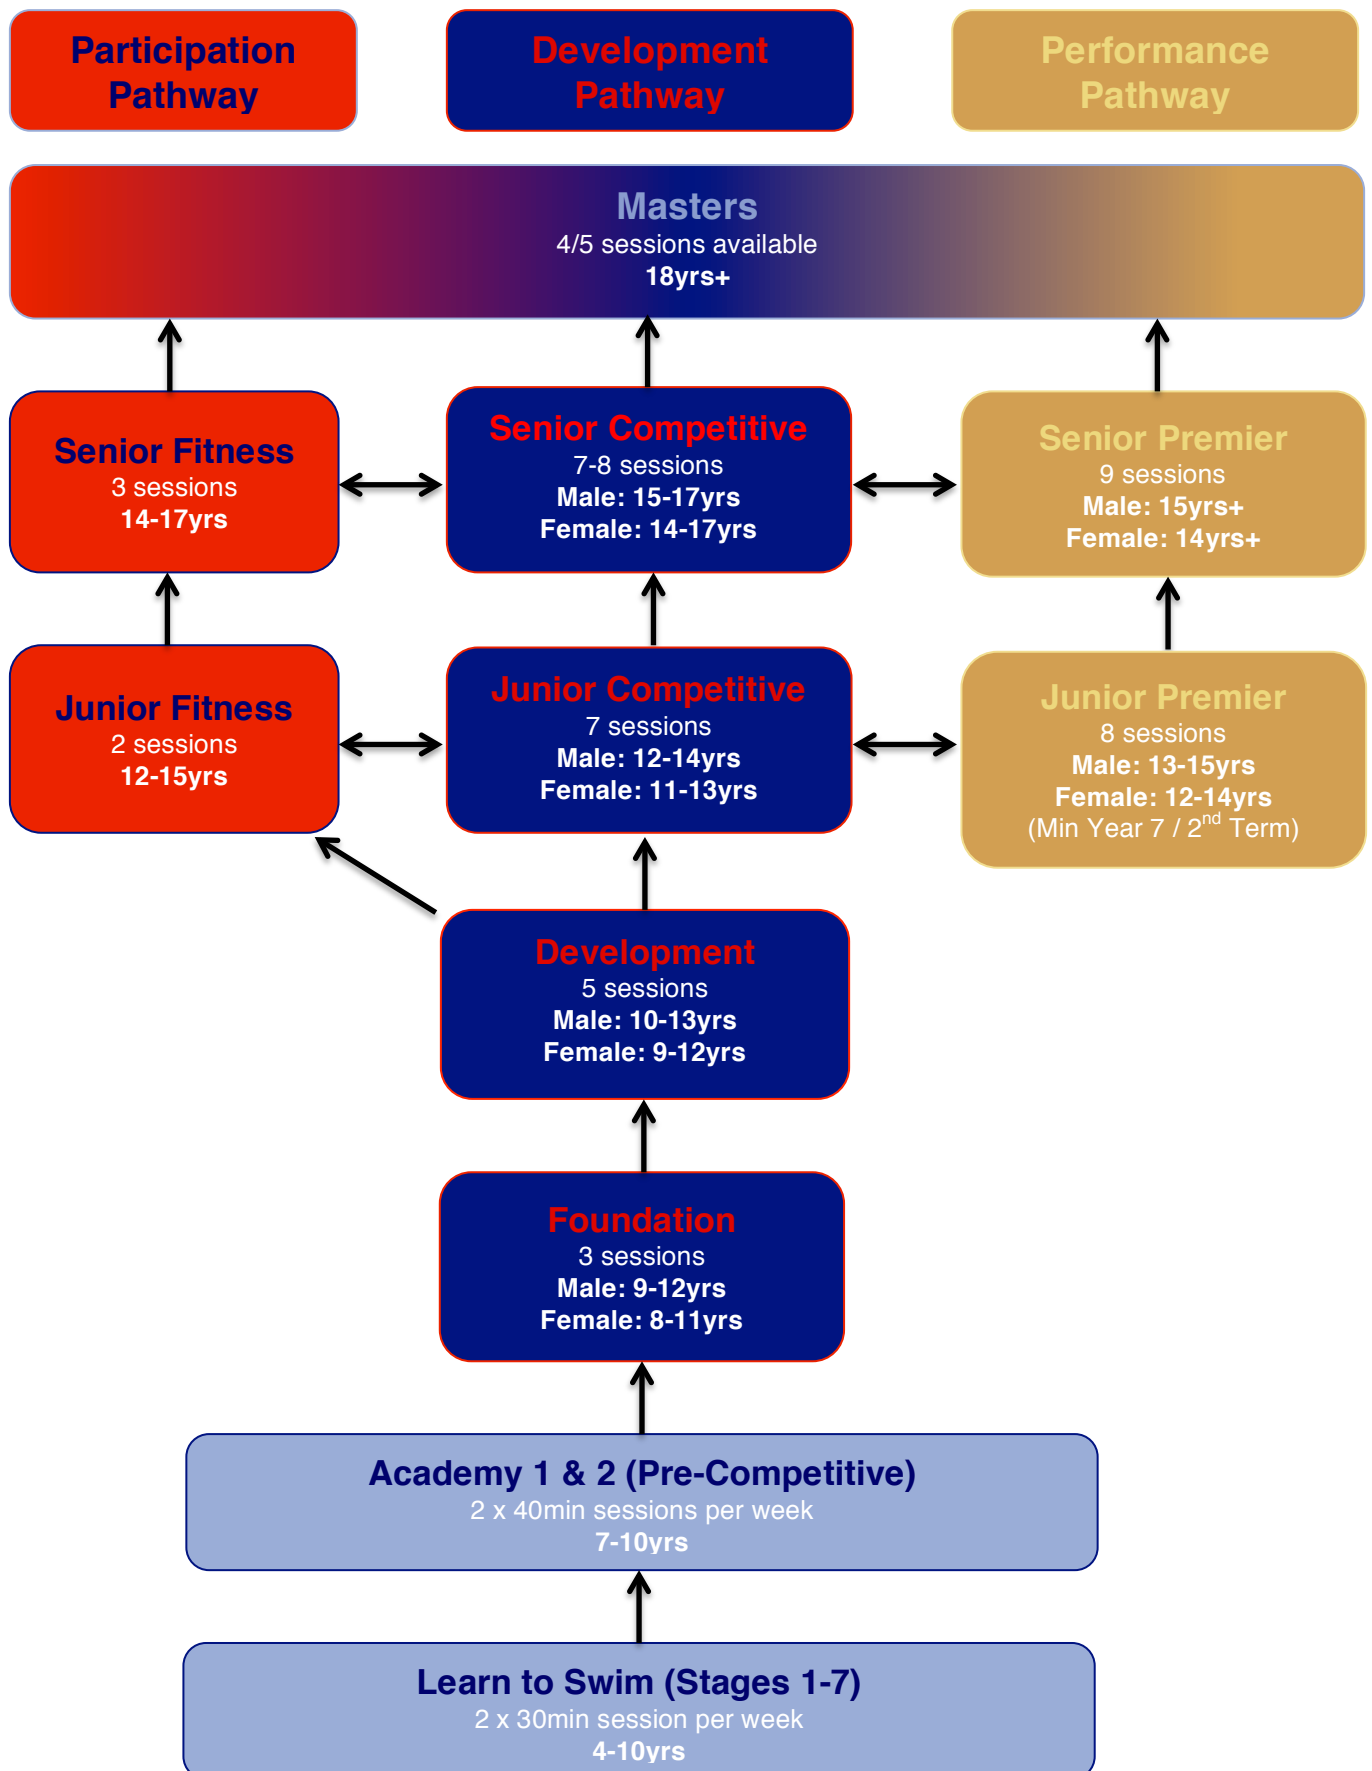 Participation
Pathway
Development
Pathway
Performance
Pathway
Masters
4/5 sessions available
18yrs+
Senior Fitness
3 sessions
14-17yrs
Senior Competitive
7-8 sessions
Male: 15-17yrs
Female: 14-17yrs
Senior Premier
9 sessions
Male: 15yrs+
Female: 14yrs+
Junior Fitness
2 sessions
12-15yrs
Junior Competitive
7 sessions
Male: 12-14yrs
Female: 11-13yrs
Junior Premier
8 sessions
Male: 13-15yrs
Female: 12-14yrs
(Min Year 7 / 2nd Term)
Development
5 sessions
Male: 10-13yrs
Female: 9-12yrs
Foundation
3 sessions
Male: 9-12yrs
Female: 8-11yrs
Academy 1 & 2 (Pre-Competitive)
2 x 40min sessions per week
7-10yrs
Learn to Swim (Stages 1-7)
2 x 30min session per week
4-10yrs